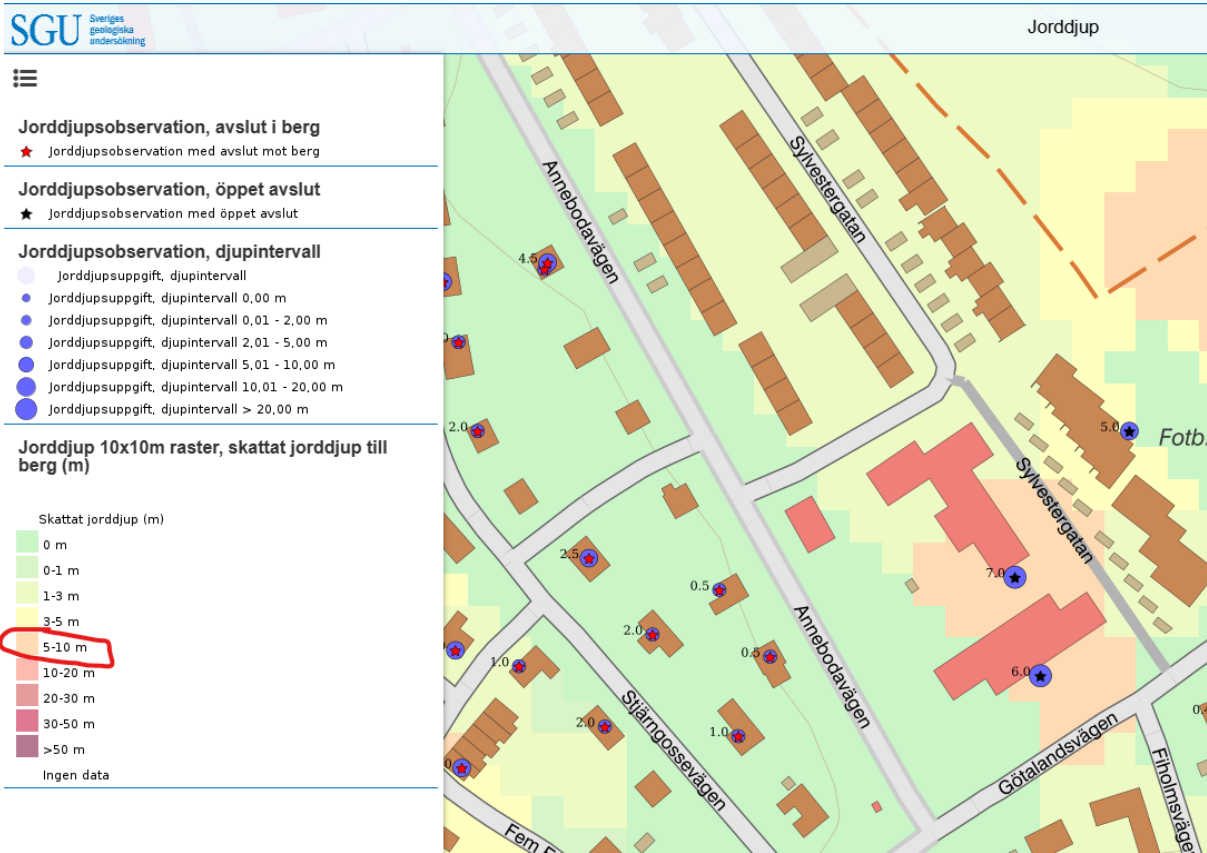 SGU Sveriges
geologiska
undersökning
Jorddjup
Jorddjupsobservation, avslut i berg
Jorddjupsobservation med avslut mot berg
Jorddjupsobservation, öppet avslut
Jorddjupsobservation med öppet avslut
Jorddjupsobservation, djupintervall
Jorddjupsuppgift, djupintervall
Jorddjupsuppgift, djupintervall 0,00 m
Jorddjupsuppgift, djupintervall 0,01 - 2,00 m
Jorddjupsuppgift, djupintervall 2,01 - 5,00 m
Jorddjupsuppgift, djupintervall 5,01 - 10,00 m
Jorddjupsuppgift, djupintervall 10,01 - 20,00 m
Jorddjupsuppgift, djupintervall > 20,00 m
Jorddjup 10x10m raster, skattat jorddjup till
berg (m)
Skattat jorddjup (m)
0 m
0-1 m
1-3 m
3-5 m
5-10 m
10-20 m
20-30 m
30-50 m
>50 m
Ingen data
Sylvestergatan
Annebodavägen
4.5
2.0
5.0
Fotb.
Sylvestergatan
2.5
7.0
0.5
Annebodavägen
2.0
0.5
1.0
6.0
Stjärngossevägen
2.0
1.0
Götalandsvägen
Fiholmsväge
Fem